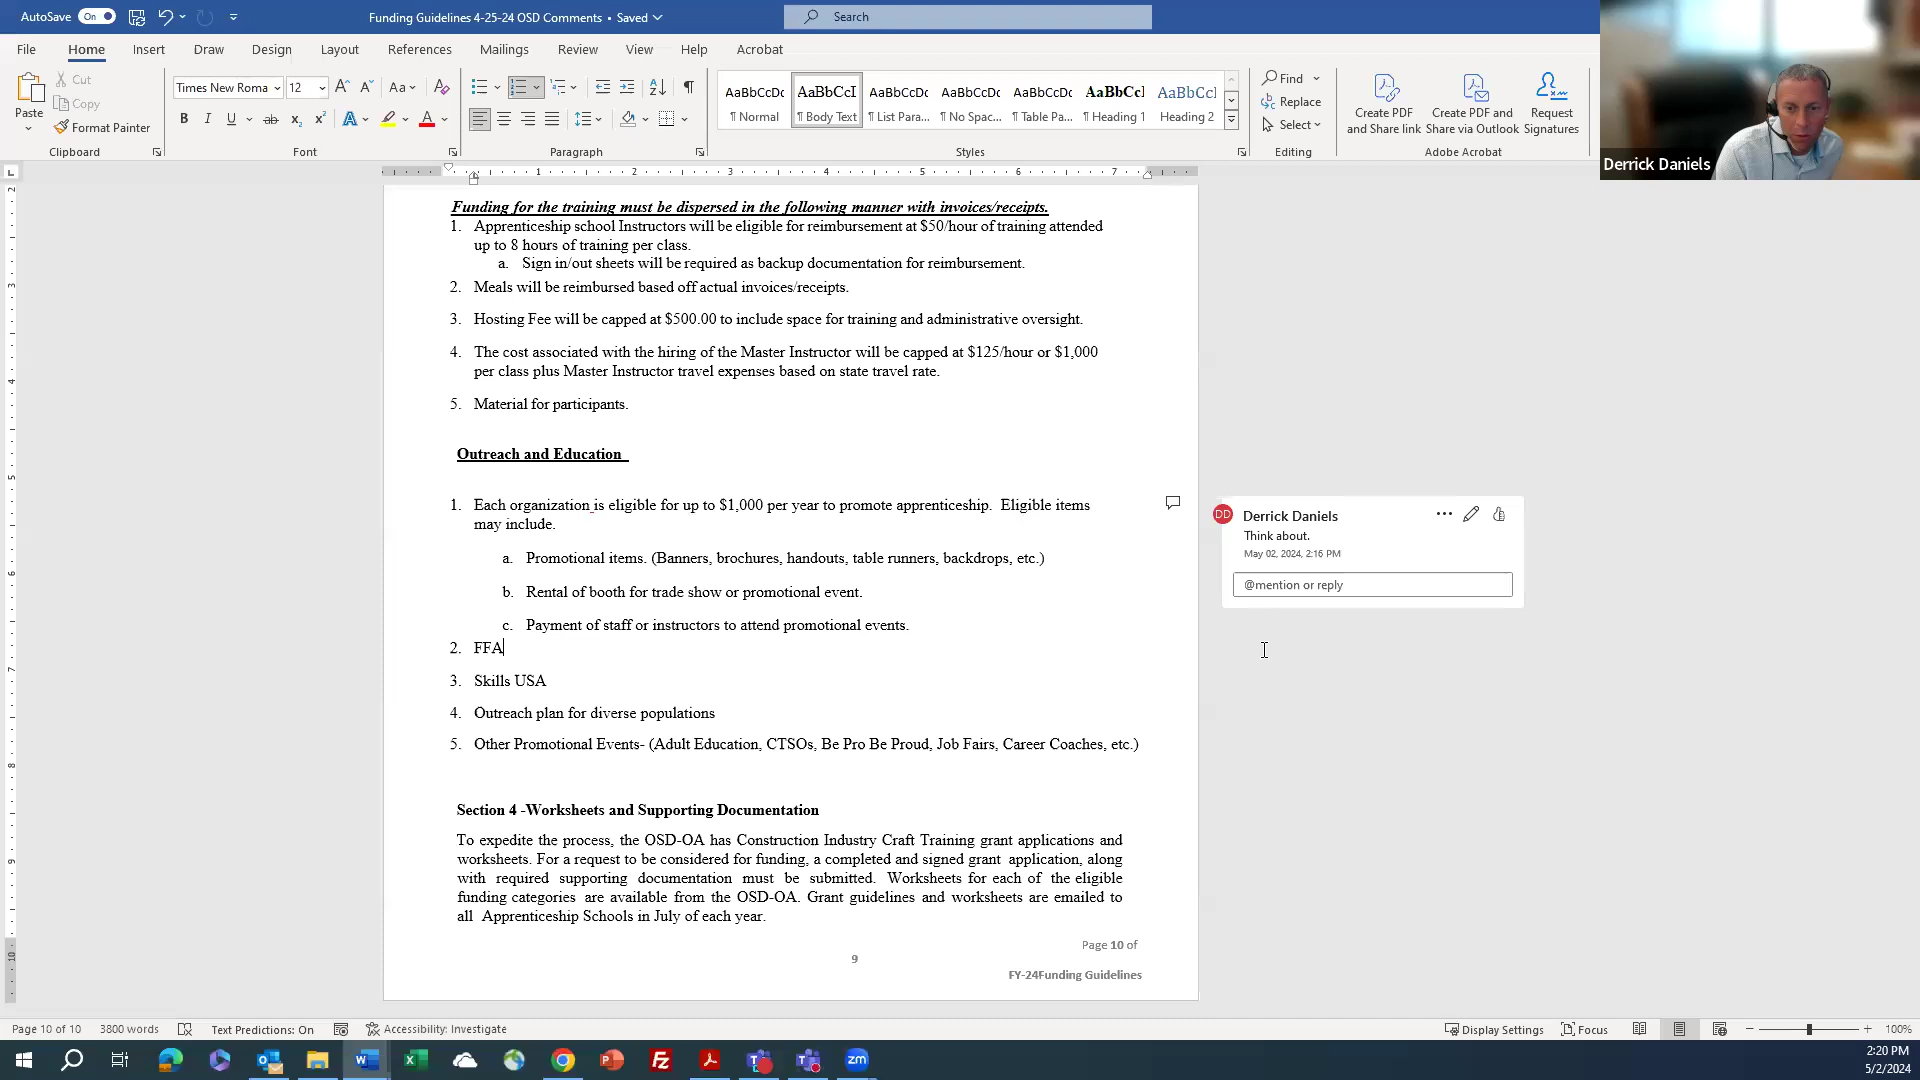 AutoSave On
Funding Guidelines 4-25-24 OSD Comments • Saved
Search
File Home Insert Draw Design Layout References Mailings Review View Help Acrobat
Paste
Cut
Copy
Format Painter
Clipboard
Times New Roma 12
Font
Paragraph
AaBbCcDc AaBbCcI AaBbCcDc AaBbCcDc AaBbCcDc AaBbCcI AaBbCcI
¶ Normal ¶ Body Text ¶ List Para... ¶ No Spac... ¶ Table Pa... ¶ Heading 1 Heading 2
Styles
Find
Replace
Select
Editing
Create PDF and Share link
Create PDF and Share via Outlook
Request Signatures
Adobe Acrobat
Derrick Daniels
Funding for the training must be dispersed in the following manner with invoices/receipts.
1. Apprenticeship school Instructors will be eligible for reimbursement at $50/hour of training attended
up to 8 hours of training per class.
a. Sign in/out sheets will be required as backup documentation for reimbursement.
2. Meals will be reimbursed based off actual invoices/receipts.
3. Hosting Fee will be capped at $500.00 to include space for training and administrative oversight.
4. The cost associated with the hiring of the Master Instructor will be capped at $125/hour or $1,000
per class plus Master Instructor travel expenses based on state travel rate.
5. Material for participants.
Outreach and Education
1. Each organization is eligible for up to $1,000 per year to promote apprenticeship. Eligible items
may include.
a. Promotional items. (Banners, brochures, handouts, table runners, backdrops, etc.)
b. Rental of booth for trade show or promotional event.
c. Payment of staff or instructors to attend promotional events.
2. FFA
3. Skills USA
4. Outreach plan for diverse populations
5. Other Promotional Events- (Adult Education, CTSOs, Be Pro Be Proud, Job Fairs, Career Coaches, etc.)
DD Derrick Daniels
Think about.
May 02, 2024, 2:16 PM
@mention or reply
Section 4 -Worksheets and Supporting Documentation
To expedite the process, the OSD-OA has Construction Industry Craft Training grant applications and
worksheets. For a request to be considered for funding, a completed and signed grant application, along
with required supporting documentation must be submitted. Worksheets for each of the eligible
funding categories are available from the OSD-OA. Grant guidelines and worksheets are emailed to
all Apprenticeship Schools in July of each year.
Page 10 of
9
FY-24Funding Guidelines
Page 10 of 10 3800 words Text Predictions: On Accessibility: Investigate
Display Settings Focus 100%
2:20 PM
5/2/2024